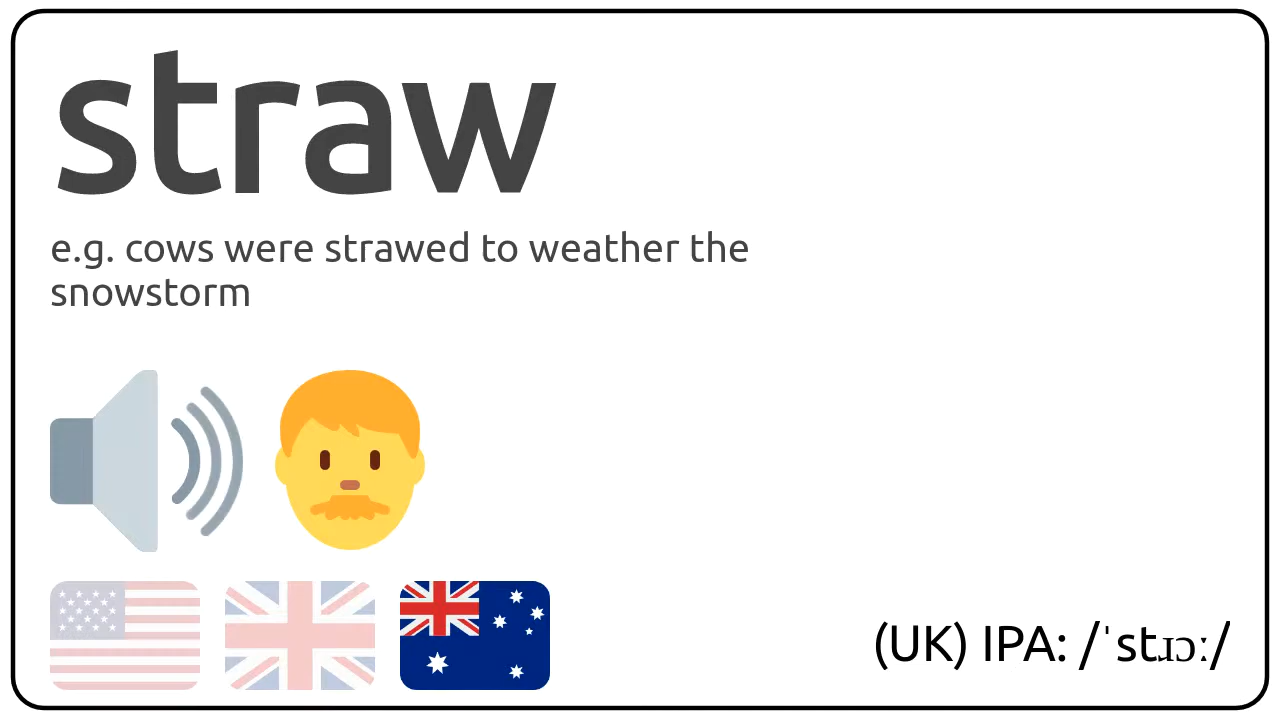 straw
e.g. cows were strawed to weather the
snowstorm
(UK) IPA: /ˈstɹɔː/